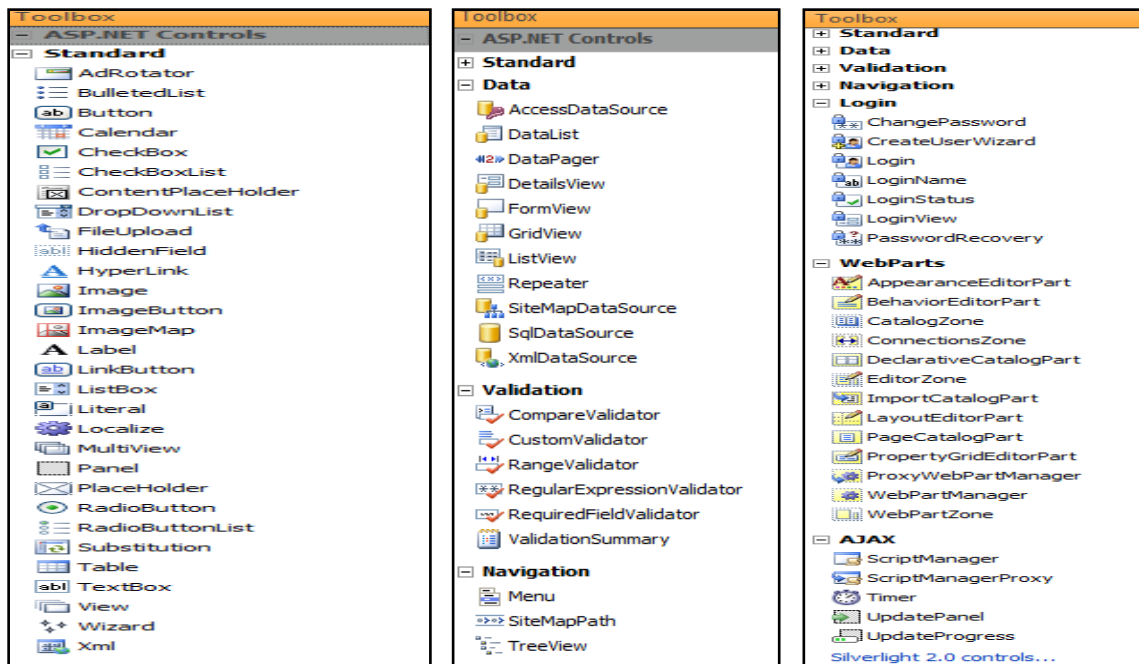 Toolbox
ASP.NET Controls
Standard
AdRotator
BulletedList
Button
Calendar
CheckBox
CheckBoxList
ContentPlaceHolder
DropDownList
FileUpload
HiddenField
HyperLink
Image
ImageButton
ImageMap
Label
LinkButton
ListBox
Literal
Localize
MultiView
Panel
PlaceHolder
RadioButton
RadioButtonList
Substitution
Table
TextBox
View
Wizard
Xml
Toolbox
ASP.NET Controls
Standard
Data
AccessDataSource
DataList
DataPager
DetailsView
FormView
GridView
ListView
Repeater
SiteMapDataSource
SqlDataSource
XmlDataSource
Validation
CompareValidator
CustomValidator
RangeValidator
RegularExpressionValidator
RequiredFieldValidator
ValidationSummary
Navigation
Menu
SiteMapPath
TreeView
Toolbox
Standard
Data
Validation
Navigation
Login
ChangePassword
CreateUserWizard
Login
LoginName
LoginStatus
LoginView
PasswordRecovery
WebParts
AppearanceEditorPart
BehaviorEditorPart
CatalogZone
ConnectionsZone
DeclarativeCatalogPart
EditorZone
ImportCatalogPart
LayoutEditorPart
PageCatalogPart
PropertyGridEditorPart
ProxyWebPartManager
WebPartManager
WebPartZone
AJAX
ScriptManager
ScriptManagerProxy
Timer
UpdatePanel
UpdateProgress
Silverlight 2.0 controls...